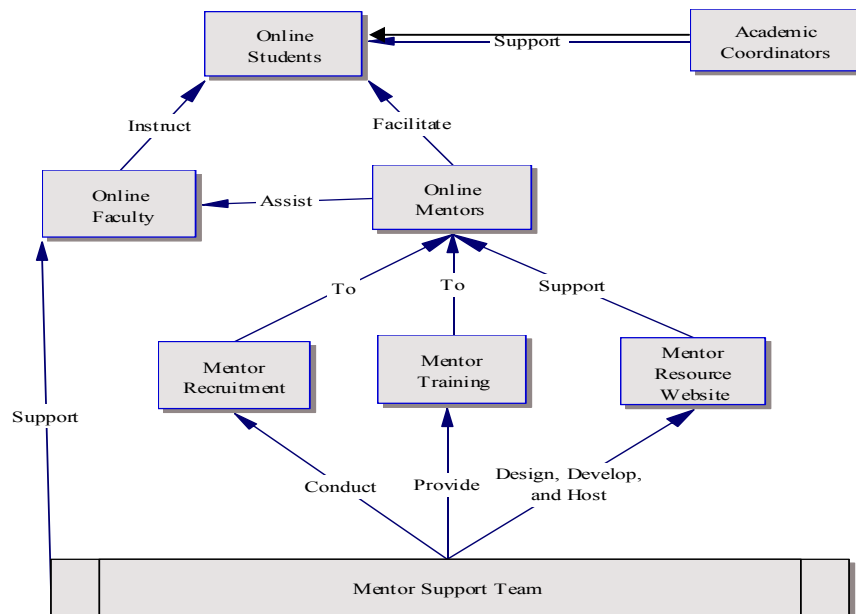 Online
Students
Support
Academic
Coordinators
Instruct
Facilitate
Online
Faculty
Assist
Online
Mentors
To
To
Support
Mentor
Recruitment
Mentor
Training
Mentor
Resource
Website
Support
Conduct
Provide
Design, Develop,
and Host
Mentor Support Team